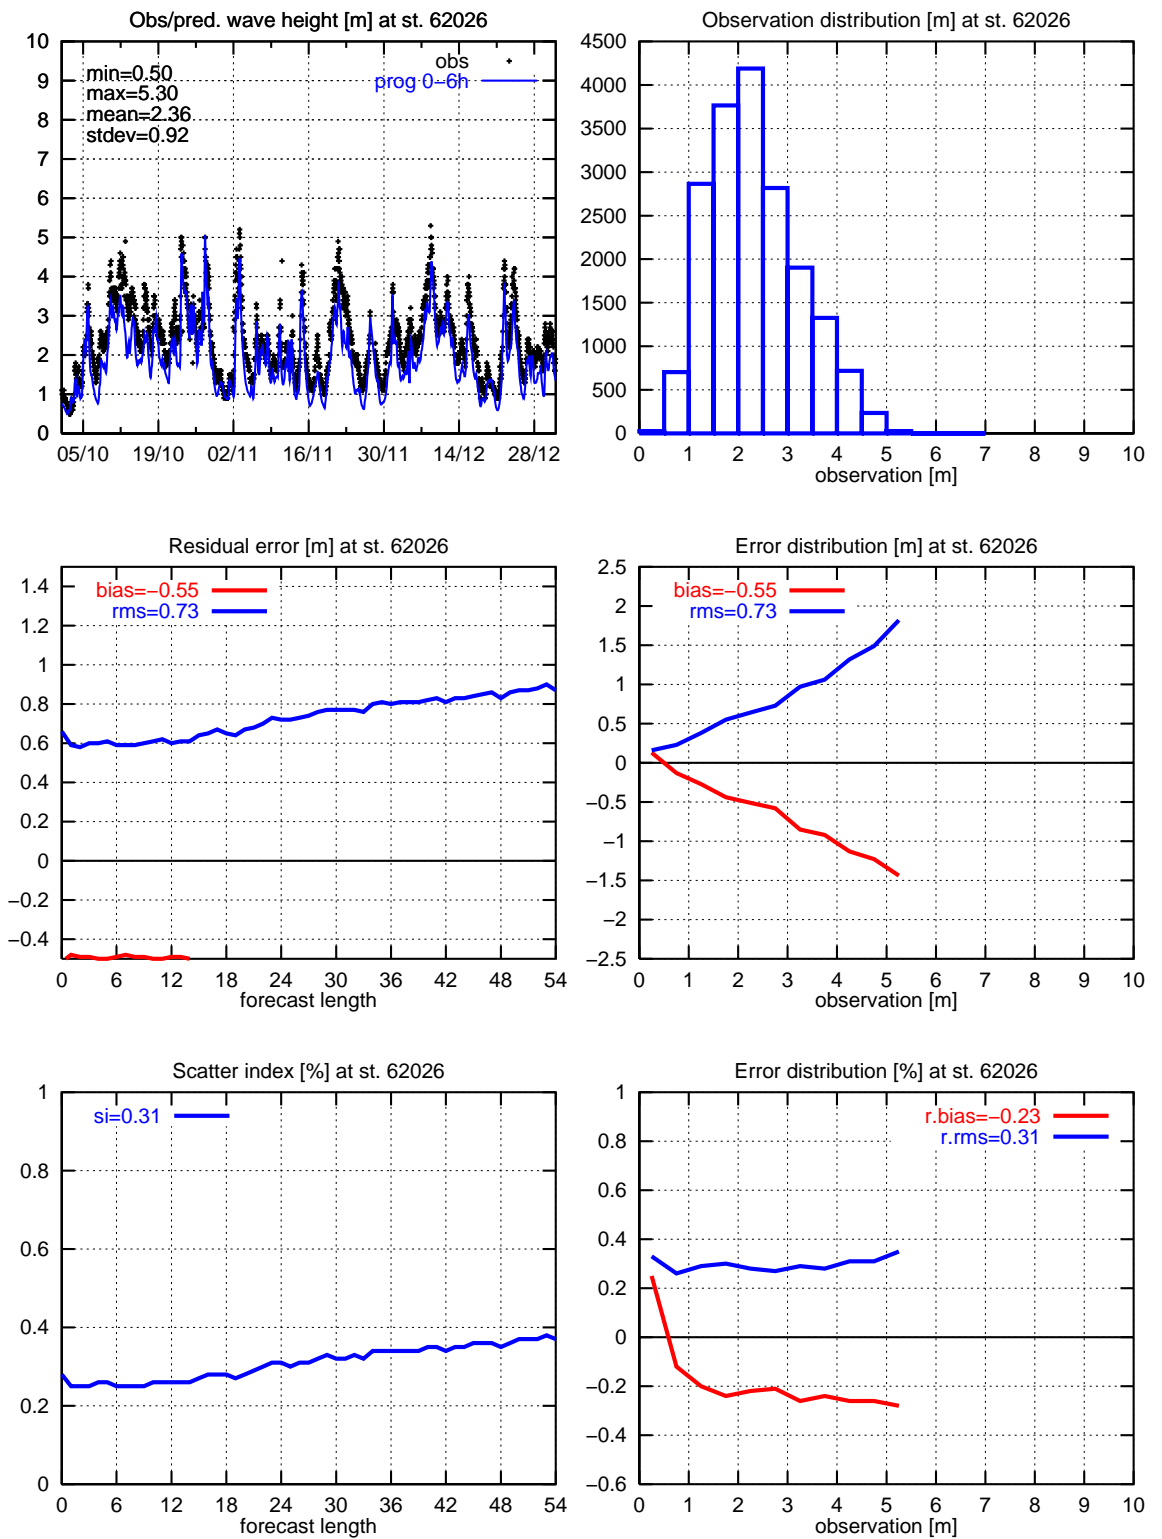 Obs/pred. wave height [m] at st. 62026
10
9
8
7
6
5
4
3
2
1
0
min=0.50
max=5.30
mean=2.36
stdev=0.92
obs
prog 0−6h
05/10 19/10 02/11 16/11 30/11 14/12 28/12
Observation distribution [m] at st. 62026
4500
4000
3500
3000
2500
2000
1500
1000
500
0
0 1 2 3 4 5 6 7 8 9 10
observation [m]
Residual error [m] at st. 62026
1.4
1.2
1
0.8
0.6
0.4
0.2
0
−0.2
−0.4
bias=−0.55
rms=0.73
0 6 12 18 24 30 36 42 48 54
forecast length
Error distribution [m] at st. 62026
2.5
2
1.5
1
0.5
0
−0.5
−1
−1.5
−2
−2.5
bias=−0.55
rms=0.73
0 1 2 3 4 5 6 7 8 9 10
observation [m]
Scatter index [%] at st. 62026
1
0.8
0.6
0.4
0.2
0
si=0.31
0 6 12 18 24 30 36 42 48 54
forecast length
Error distribution [%] at st. 62026
1
0.8
0.6
0.4
0.2
0
−0.2
−0.4
−0.6
r.bias=−0.23
r.rms=0.31
0 1 2 3 4 5 6 7 8 9 10
observation [m]